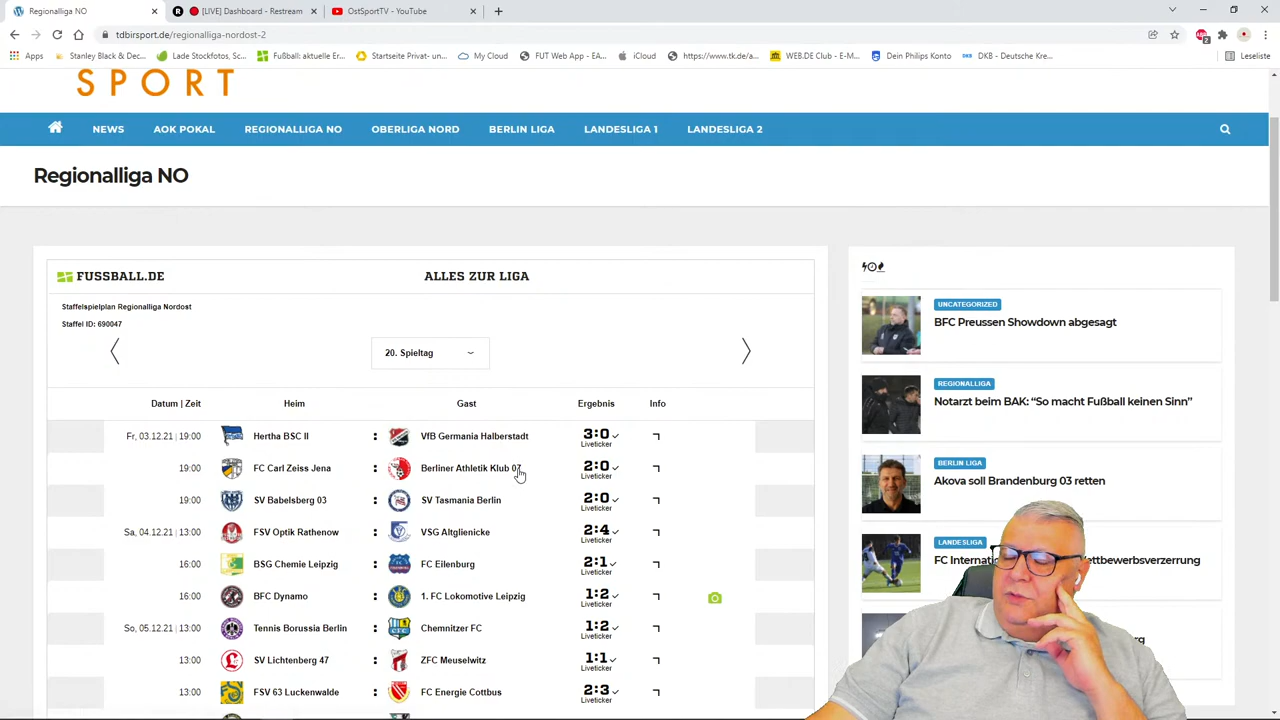 Regionalliga NO
[LIVE] Dashboard - Restream
OstSportTV - YouTube
tdbirsport.de/regionalliga-nordost-2
Apps
Stanley Black & Dec...
Lade Stockfotos, Sc...
Fußball: aktuelle Er...
Startseite Privat- un...
My Cloud
FUT Web App - EA...
iCloud
https://www.tk.de/a...
WEB.DE Club - E-M...
Dein Philips Konto
DKB - Deutsche Kre...
Leseliste
SPORT
NEWS
AOK POKAL
REGIONALLIGA NO
OBERLIGA NORD
BERLIN LIGA
LANDESLIGA 1
LANDESLIGA 2
Regionalliga NO
FUSSBALL.DE
ALLES ZUR LIGA
Staffelspielplan Regionalliga Nordost
Staffel ID: 690047
20. Spieltag
Datum | Zeit Heim Gast Ergebnis Info
Fr, 03.12.21 | 19:00 Hertha BSC II : VfB Germania Halberstadt 3:0
Liveticker
19:00 FC Carl Zeiss Jena : Berliner Athletik Klub 07 2:0
Liveticker
19:00 SV Babelsberg 03 : SV Tasmania Berlin 2:0
Liveticker
Sa, 04.12.21 | 13:00 FSV Optik Rathenow : VSG Altglienicke 2:4
Liveticker
16:00 BSG Chemie Leipzig : FC Eilenburg 2:1
Liveticker
16:00 BFC Dynamo : 1. FC Lokomotive Leipzig 1:2
Liveticker
So, 05.12.21 | 13:00 Tennis Borussia Berlin : Chemnitzer FC 1:2
Liveticker
13:00 SV Lichtenberg 47 : ZFC Meuselwitz 1:1
Liveticker
13:00 FSV 63 Luckenwalde : FC Energie Cottbus 2:3
Liveticker
UNCATEGORIZED
BFC Preussen Showdown abgesagt
REGIONALLIGA
Notarzt beim BAK: “So macht Fußball keinen Sinn”
BERLIN LIGA
Akova soll Brandenburg 03 retten
LANDESLIGA
FC Internati
ettbewerbsverzerrung